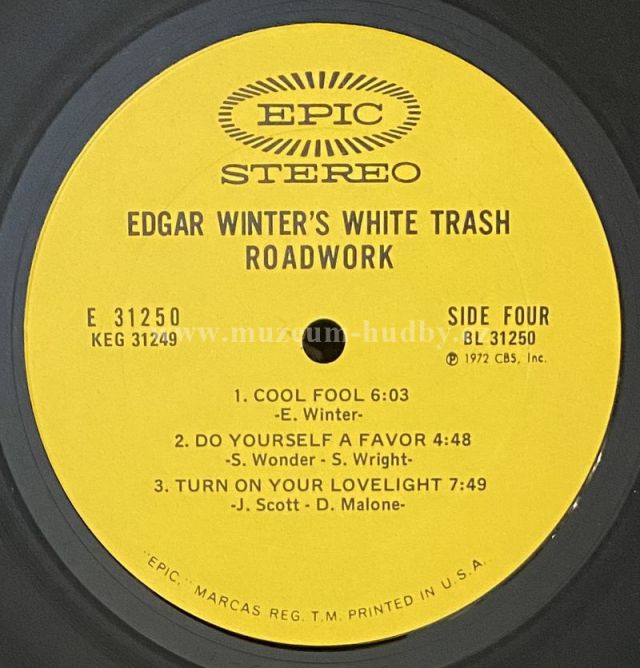 EPIC
STEREO
EDGAR WINTER'S WHITE TRASH
ROADWORK
E 31250
KEG 31249
SIDE FOUR
BL 31250
℗ 1972 CBS, Inc.
www.muzeum-hudby.cz
1. COOL FOOL 6:03
-E. Winter-
2. DO YOURSELF A FAVOR 4:48
-S. Wonder - S. Wright-
3. TURN ON YOUR LOVELIGHT 7:49
-J. Scott - D. Malone-
"EPIC," MARCAS REG. T.M. PRINTED IN U.S.A.